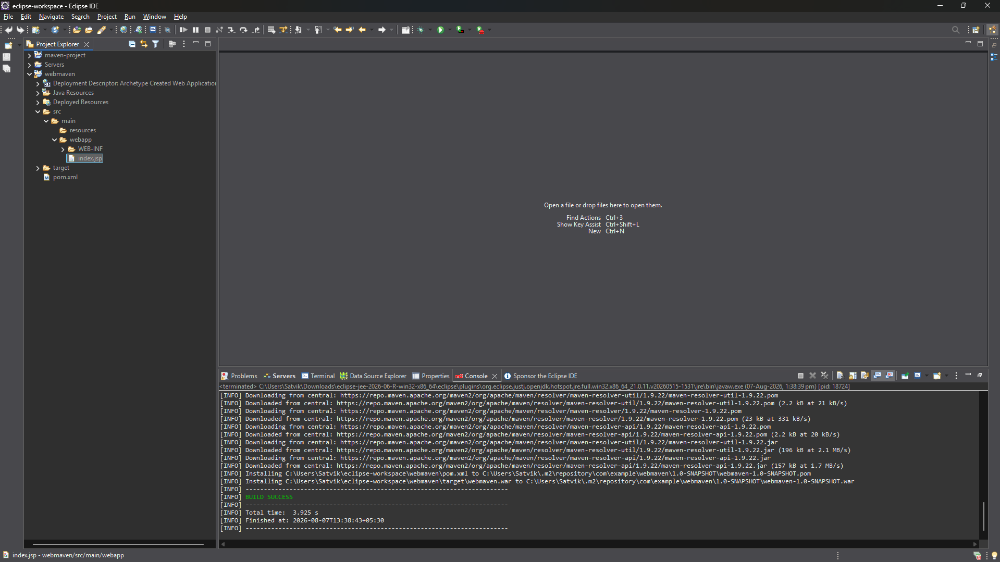 eclipse-workspace - Eclipse IDE
File Edit Navigate Search Project Run Window Help
Project Explorer
maven-project
Servers
webmaven
Deployment Descriptor: Archetype Created Web Application
Java Resources
Deployed Resources
src
main
resources
webapp
WEB-INF
index.jsp
target
pom.xml
Open a file or drop files here to open them.
Find Actions Ctrl+3
Show Key Assist Ctrl+Shift+L
New Ctrl+N
Problems Servers Terminal Data Source Explorer Properties Console Sponsor the Eclipse IDE
<terminated> C:\Users\Satvik\Downloads\eclipse-jee-2026-06-R-win32-x86_64\eclipse\plugins\org.eclipse.justj.openjdk.hotspot.jre.full.win32.x86_64_21.0.11.v20260515-1531\jre\bin\javaw.exe (07-Aug-2026, 1:38:39 pm) [pid: 18724]
[INFO] Downloading from central: https://repo.maven.apache.org/maven2/org/apache/maven/resolver/maven-resolver-util/1.9.22/maven-resolver-util-1.9.22.pom
[INFO] Downloaded from central: https://repo.maven.apache.org/maven2/org/apache/maven/resolver/maven-resolver-util/1.9.22/maven-resolver-util-1.9.22.pom (2.2 kB at 21 kB/s)
[INFO] Downloading from central: https://repo.maven.apache.org/maven2/org/apache/maven/resolver/maven-resolver/1.9.22/maven-resolver-1.9.22.pom
[INFO] Downloaded from central: https://repo.maven.apache.org/maven2/org/apache/maven/resolver/maven-resolver/1.9.22/maven-resolver-1.9.22.pom (23 kB at 331 kB/s)
[INFO] Downloading from central: https://repo.maven.apache.org/maven2/org/apache/maven/resolver/maven-resolver-api/1.9.22/maven-resolver-api-1.9.22.pom
[INFO] Downloaded from central: https://repo.maven.apache.org/maven2/org/apache/maven/resolver/maven-resolver-api/1.9.22/maven-resolver-api-1.9.22.pom (2.2 kB at 20 kB/s)
[INFO] Downloading from central: https://repo.maven.apache.org/maven2/org/apache/maven/resolver/maven-resolver-util/1.9.22/maven-resolver-util-1.9.22.jar
[INFO] Downloaded from central: https://repo.maven.apache.org/maven2/org/apache/maven/resolver/maven-resolver-util/1.9.22/maven-resolver-util-1.9.22.jar (196 kB at 2.1 MB/s)
[INFO] Downloading from central: https://repo.maven.apache.org/maven2/org/apache/maven/resolver/maven-resolver-api/1.9.22/maven-resolver-api-1.9.22.jar
[INFO] Downloaded from central: https://repo.maven.apache.org/maven2/org/apache/maven/resolver/maven-resolver-api/1.9.22/maven-resolver-api-1.9.22.jar (157 kB at 1.7 MB/s)
[INFO] Installing C:\Users\Satvik\eclipse-workspace\webmaven\pom.xml to C:\Users\Satvik\.m2\repository\com\example\webmaven\1.0-SNAPSHOT\webmaven-1.0-SNAPSHOT.pom
[INFO] Installing C:\Users\Satvik\eclipse-workspace\webmaven\target\webmaven.war to C:\Users\Satvik\.m2\repository\com\example\webmaven\1.0-SNAPSHOT\webmaven-1.0-SNAPSHOT.war
[INFO] ------------------------------------------------------------------------
[INFO] BUILD SUCCESS
[INFO] ------------------------------------------------------------------------
[INFO] Total time:  3.925 s
[INFO] Finished at: 2026-08-07T13:38:43+05:30
[INFO] ------------------------------------------------------------------------
index.jsp - webmaven/src/main/webapp